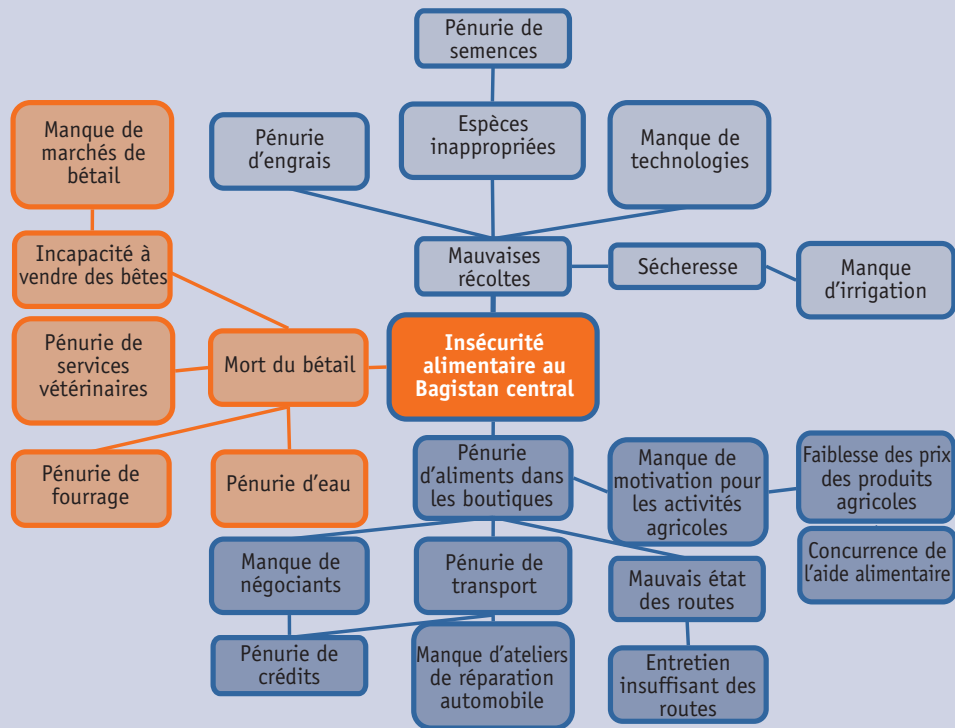 Pénurie de
semences
Manque de
marchés de
bétail
Pénurie
d'engrais
Espèces
inappropriées
Manque de
technologies
Incapacité à
vendre des bêtes
Mauvaises
récoltes
Sécheresse
Manque
d'irrigation
Pénurie de
services
vétérinaires
Mort du bétail
Insécurité
alimentaire au
Bagistan central
Pénurie de
fourrage
Pénurie d'eau
Pénurie
d'aliments dans
les boutiques
Manque de
motivation pour
les activités
agricoles
Faiblesse des prix
des produits
agricoles
Concurrence de
l'aide alimentaire
Manque de
négociants
Pénurie de
transport
Mauvais état
des routes
Pénurie de
crédits
Manque d'ateliers
de réparation
automobile
Entretien
insuffisant des
routes